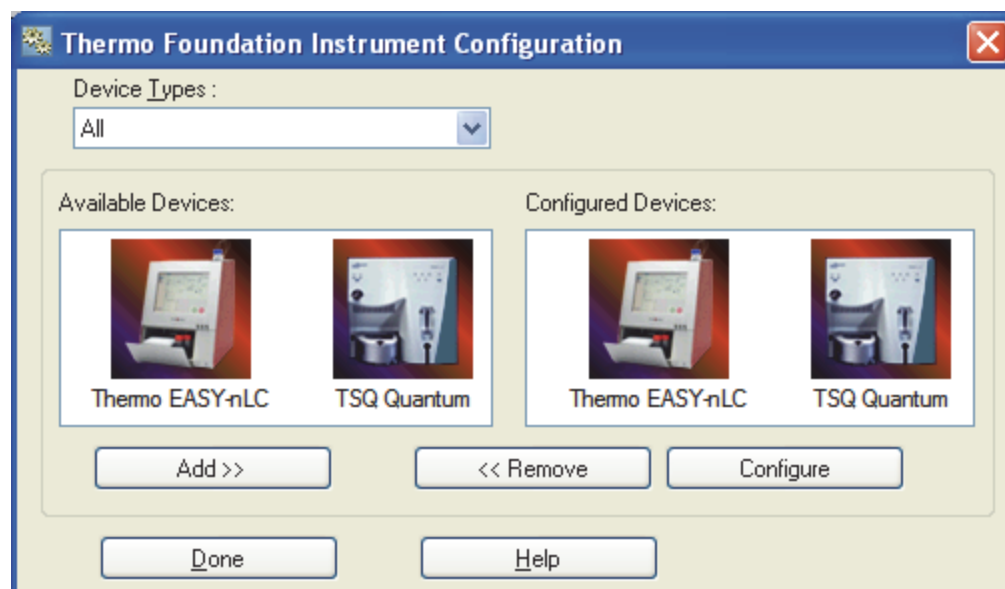 Thermo Foundation Instrument Configuration
Device Types :
All
Available Devices:
Configured Devices:
Thermo EASY-nLC
TSQ Quantum
Thermo EASY-nLC
TSQ Quantum
Add >>
<< Remove
Configure
Done
Help